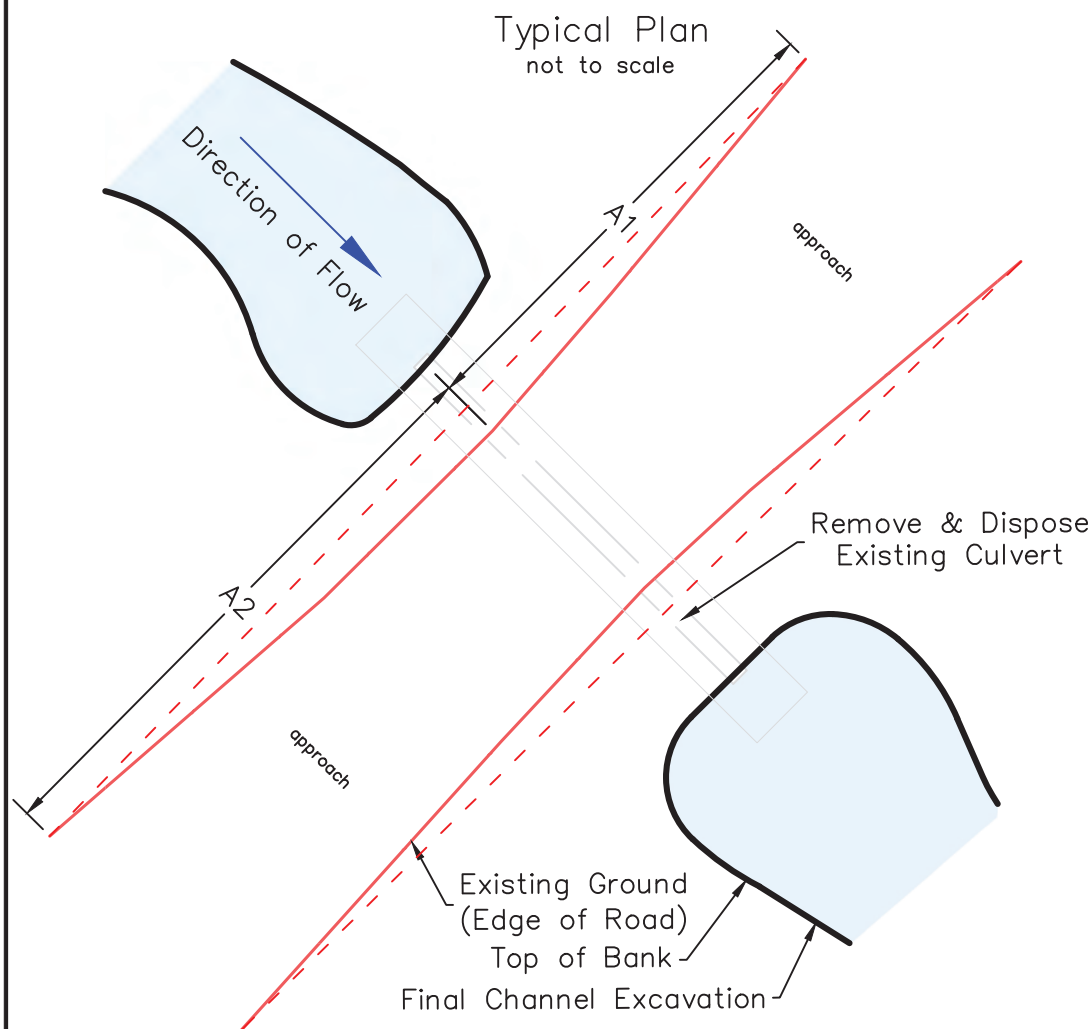 Typical Plan
not to scale
Direction of Flow
A1
approach
Remove & Dispose
Existing Culvert
A2
approach
Existing Ground
(Edge of Road)
Top of Bank
Final Channel Excavation